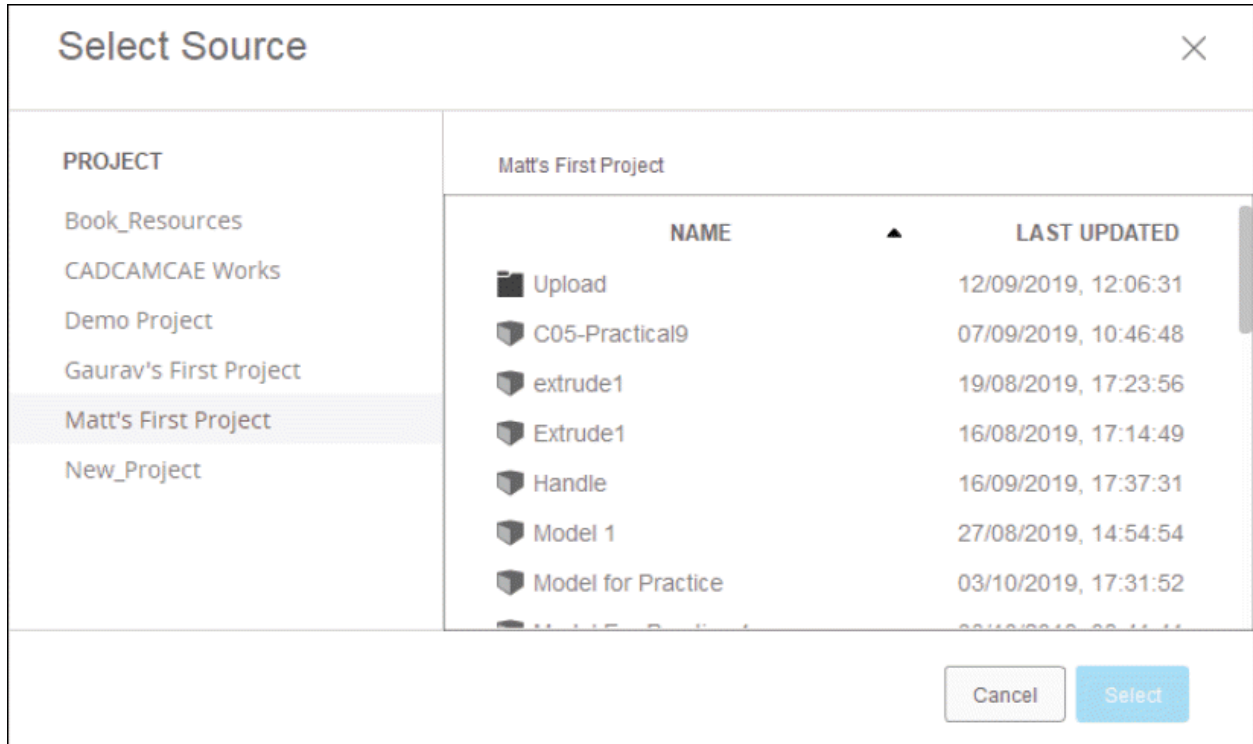 Select Source
PROJECT
Book_Resources
CADCAMCAE Works
Demo Project
Gaurav's First Project
Matt's First Project
New_Project
Matt's First Project
NAME LAST UPDATED
Upload 12/09/2019, 12:06:31
C05-Practical9 07/09/2019, 10:46:48
extrude1 19/08/2019, 17:23:56
Extrude1 16/08/2019, 17:14:49
Handle 16/09/2019, 17:37:31
Model 1 27/08/2019, 14:54:54
Model for Practice 03/10/2019, 17:31:52
Cancel Select